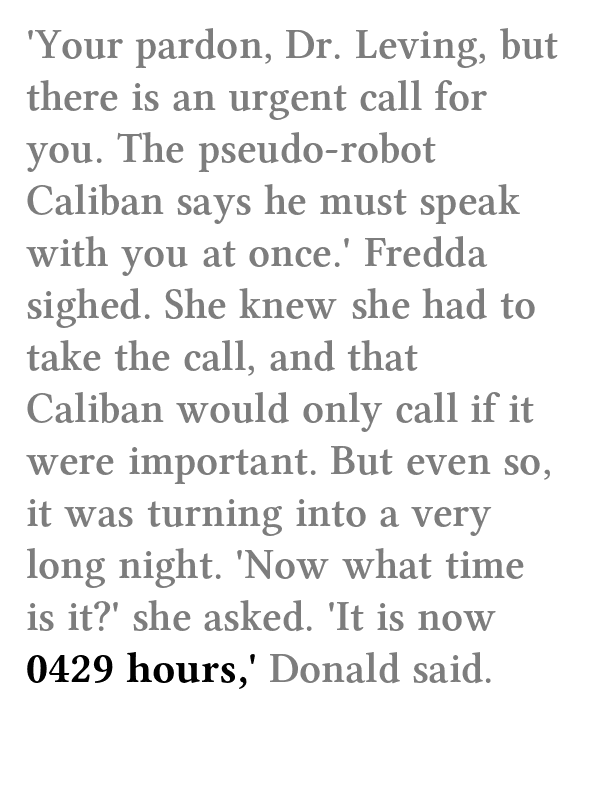 'Your pardon, Dr. Leving, but
there is an urgent call for
you. The pseudo-robot
Caliban says he must speak
with you at once.' Fredda
sighed. She knew she had to
take the call, and that
Caliban would only call if it
were important. But even so,
it was turning into a very
long night. 'Now what time
is it?' she asked. 'It is now
0429 hours,' Donald said.